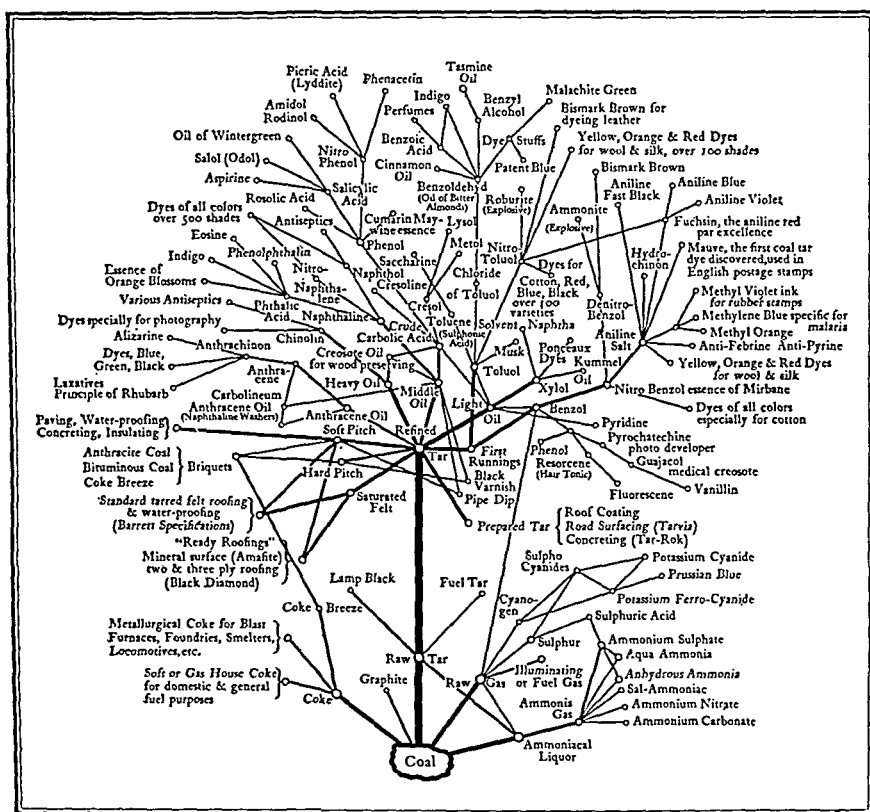 Picric Acid
(Lyddite)
Phenacetin
Tasmine
Oil
Amidol
Rodinol
Perfumes
Indigo
Benzyl
Alcohol
Malachite Green
Bismark Brown for
dyeing leather
Oil of Wintergreen
Nitro
Phenol
Benzoic
Acid
Dye Stuffs
Yellow, Orange & Red Dyes
for wool & silk, over 100 shades
Salol (Odol)
Cinnamon
Oil
Patent Blue
Bismark Brown
Aspirine
Salicylic
Acid
Benzoldehyd
(Oil of Bitter
Almonds)
Roburite
(Explosive)
Aniline
Fast Black
Aniline Blue
Rosolic Acid
Aniline Violet
Dyes of all colors
over 500 shades
Antiseptics
Cumarin May-
wine essence
Lysol
Ammonite
(Explosive)
Fuchsin, the aniline red
par excellence
Eosine
Phenol
Metol
Nitro-
Toluol
Hydro-
chinon
Mauve, the first coal tar
dye discovered, used in
English postage stamps
Phenolphthalin
Saccharine
Indigo
Naphthol
Chloride
of Toluol
Dyes for
Cotton, Red,
Blue, Black
over 100
varieties
Essence of
Orange Blossoms
Nitro-
Naphtha-
lene
Cresoline
Denitro-
Benzol
Methyl Violet ink
for rubber stamps
Various Antiseptics
Phthalic
Acid
Naphthaline
Cresol
Methylene Blue specific for
malaria
Dyes specially for photography
Crude
Carbolic Acid
Toluene
(Sulphonic
Acid)
Solvent Naphtha
Aniline
Salt
Methyl Orange
Alizarine
Chinolin
Anti-Febrine Anti-Pyrine
Anthrachinon
Creosote Oil
for wood preserving
Musk
Ponceaux
Dyes
Dyes, Blue,
Green, Black
Anthra-
cene
Toluol
Kummel
Oil
Yellow, Orange & Red Dyes
for wool & silk
Laxatives
Principle of Rhubarb
Heavy Oil
Middle
Oil
Xylol
Nitro Benzol essence of Mirbane
Carbolineum
Anthracene Oil
(Naphthaline Washers)
Anthracene Oil
Light
Oil
Benzol
Dyes of all colors
especially for cotton
Paving, Water-proofing
Concreting, Insulating
Soft Pitch
Refined
Tar
Pyridine
Pyrochatechine
photo developer
Anthracite Coal
Bituminous Coal
Coke Breeze
Briquets
Hard Pitch
First
Runnings
Phenol
Resorcene
(Hair Tonic)
Guajacol
medical creosote
Black
Varnish
Vanillin
Saturated
Felt
Pipe Dip
Fluorescene
Standard tarred felt roofing
& water-proofing
(Barrett Specifications)
Prepared Tar
Roof Coating
Road Surfacing (Tarvia)
Concreting (Tar-Rok)
"Ready Roofings"
Mineral surface (Amatite)
two & three ply roofing
(Black Diamond)
Sulpho
Cyanides
Potassium Cyanide
Lamp Black
Fuel Tar
Prussian Blue
Coke Breeze
Cyano-
gen
Potassium Ferro-Cyanide
Metallurgical Coke for Blast
Furnaces, Foundries, Smelters,
Locomotives, etc.
Sulphuric Acid
Sulphur
Ammonium Sulphate
Raw Tar
Aqua Ammonia
Soft or Gas House Coke
for domestic & general
fuel purposes
Graphite
Raw Gas
Illuminating
or Fuel Gas
Anhydrous Ammonia
Sal-Ammoniac
Coke
Ammonia
Gas
Ammonium Nitrate
Ammonium Carbonate
Coal
Ammoniacal
Liquor